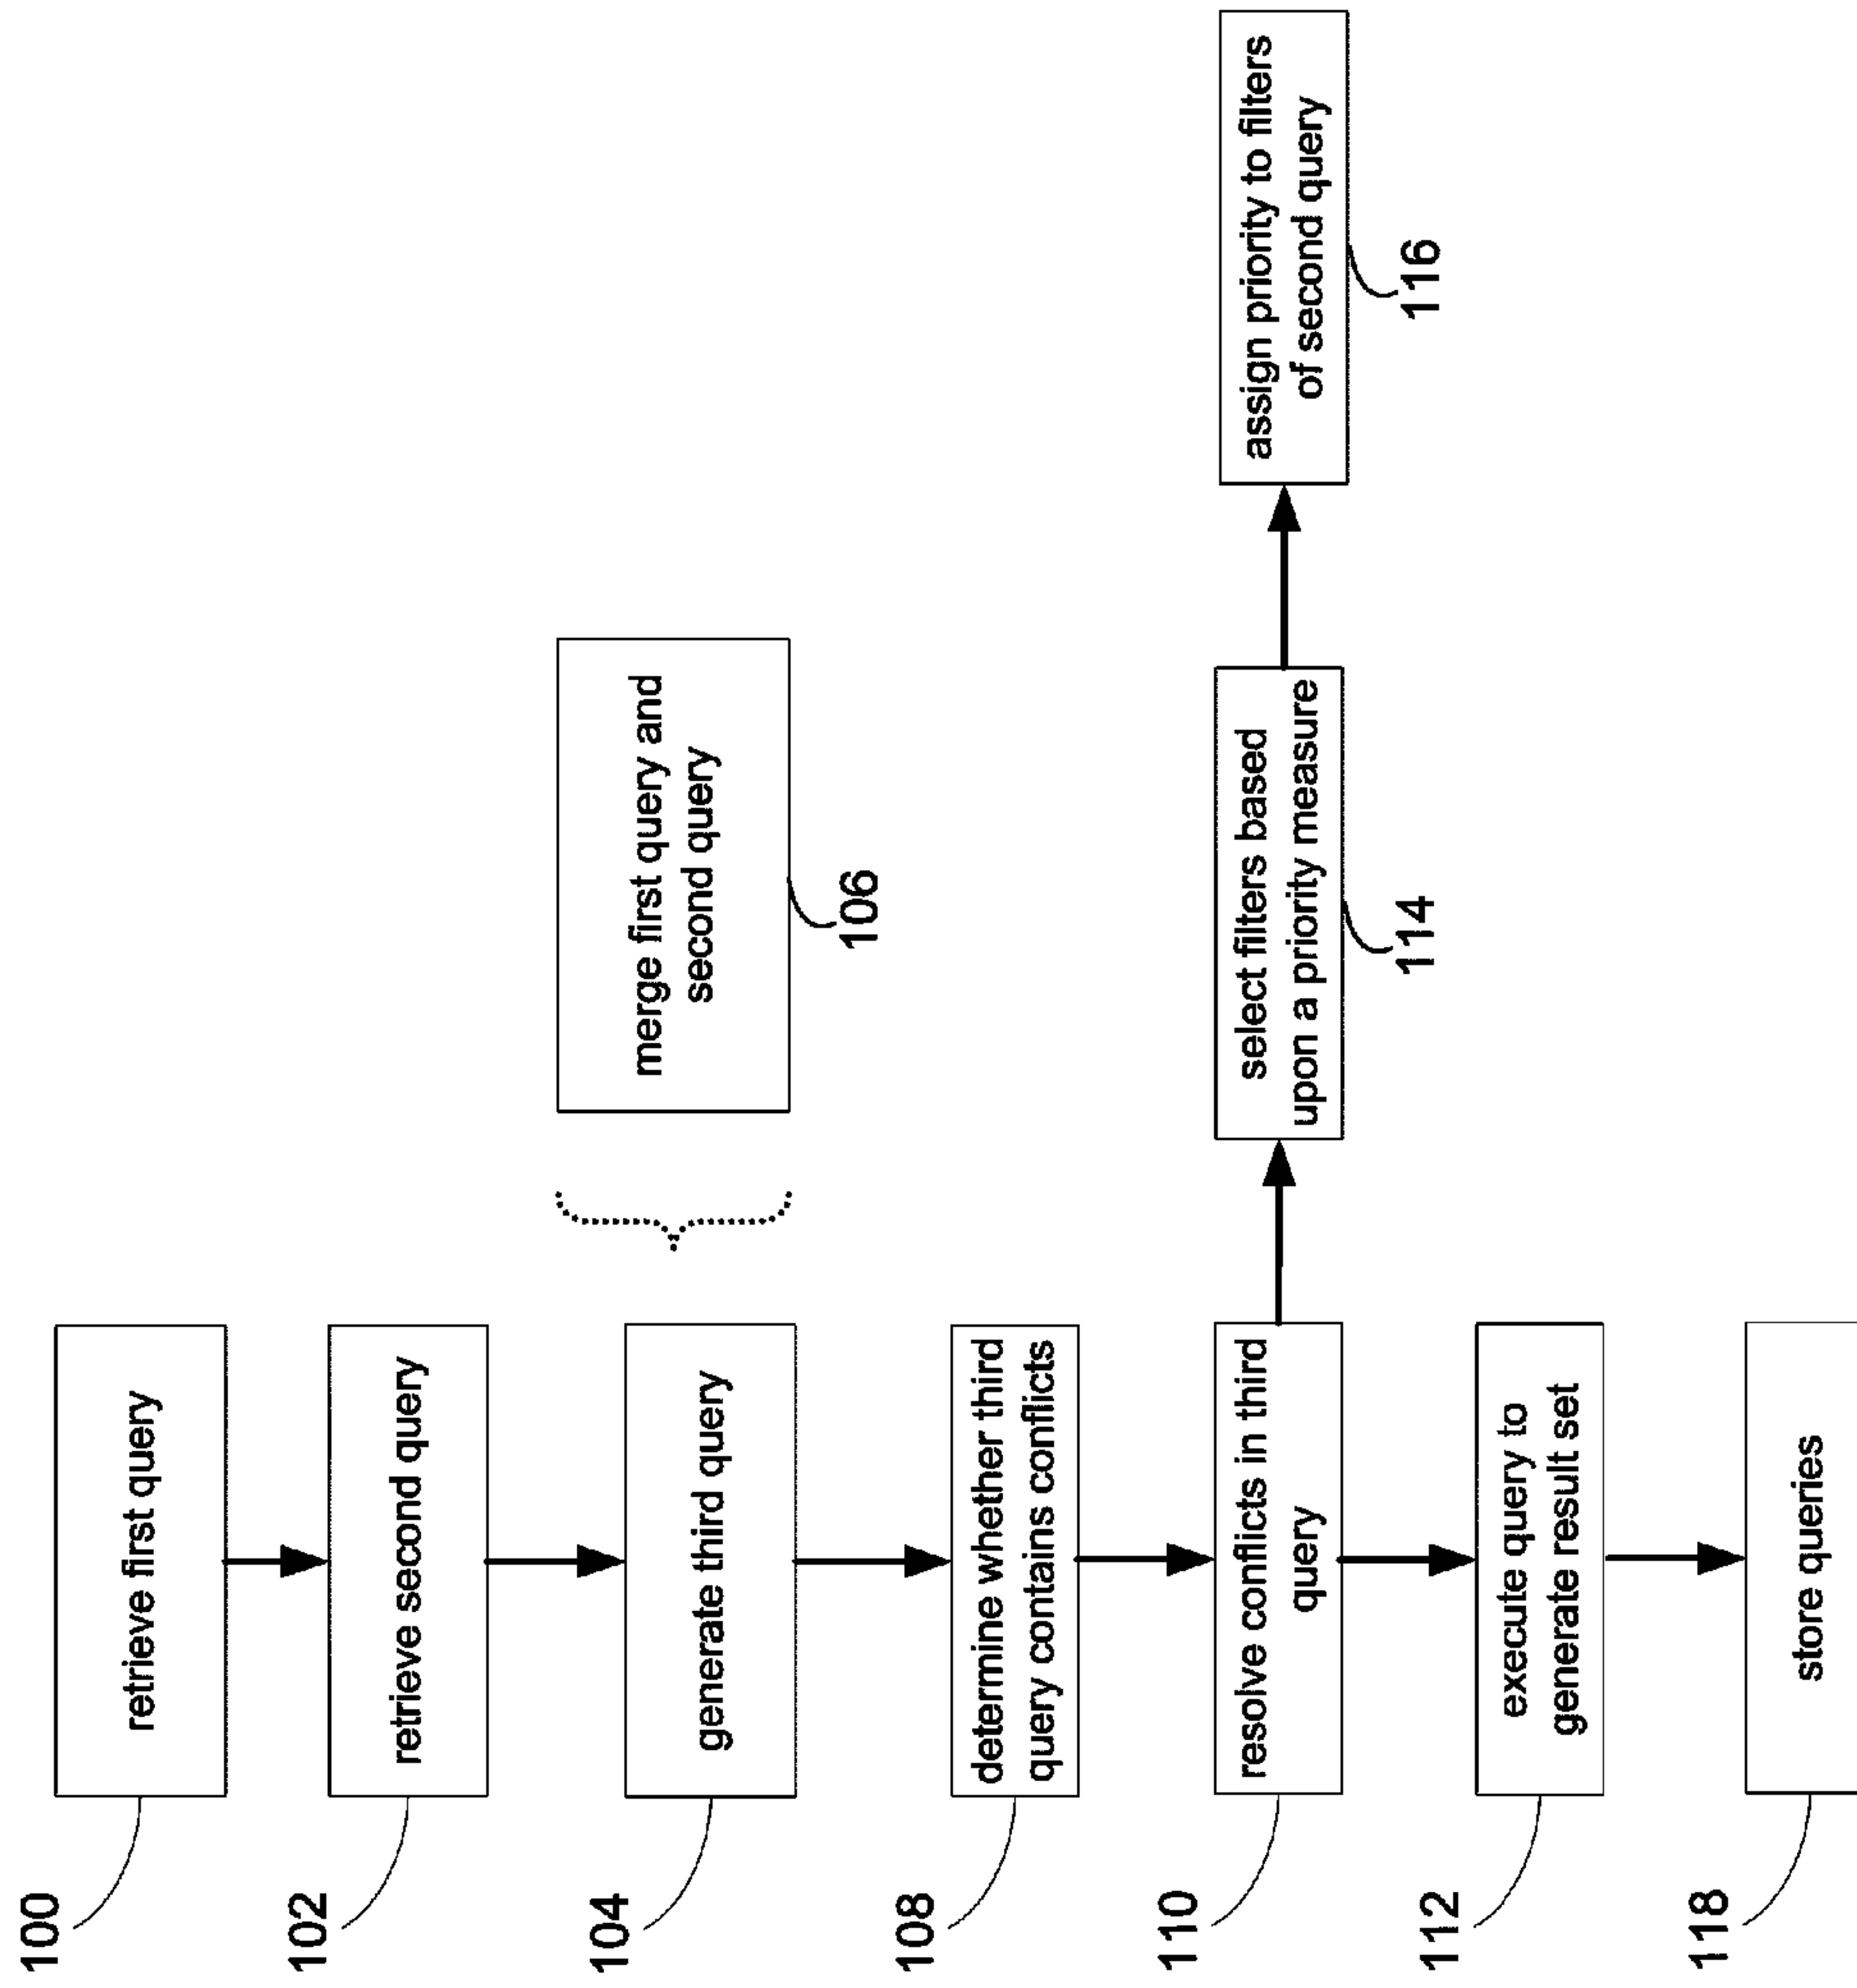 100
retrieve first query
102
retrieve second query
104
generate third query
merge first query and
second query
106
108
determine whether third
query contains conflicts
110
resolve conflicts in third
query
select filters based
upon a priority measure
114
assign priority to filters
of second query
116
112
execute query to
generate result set
118
store queries